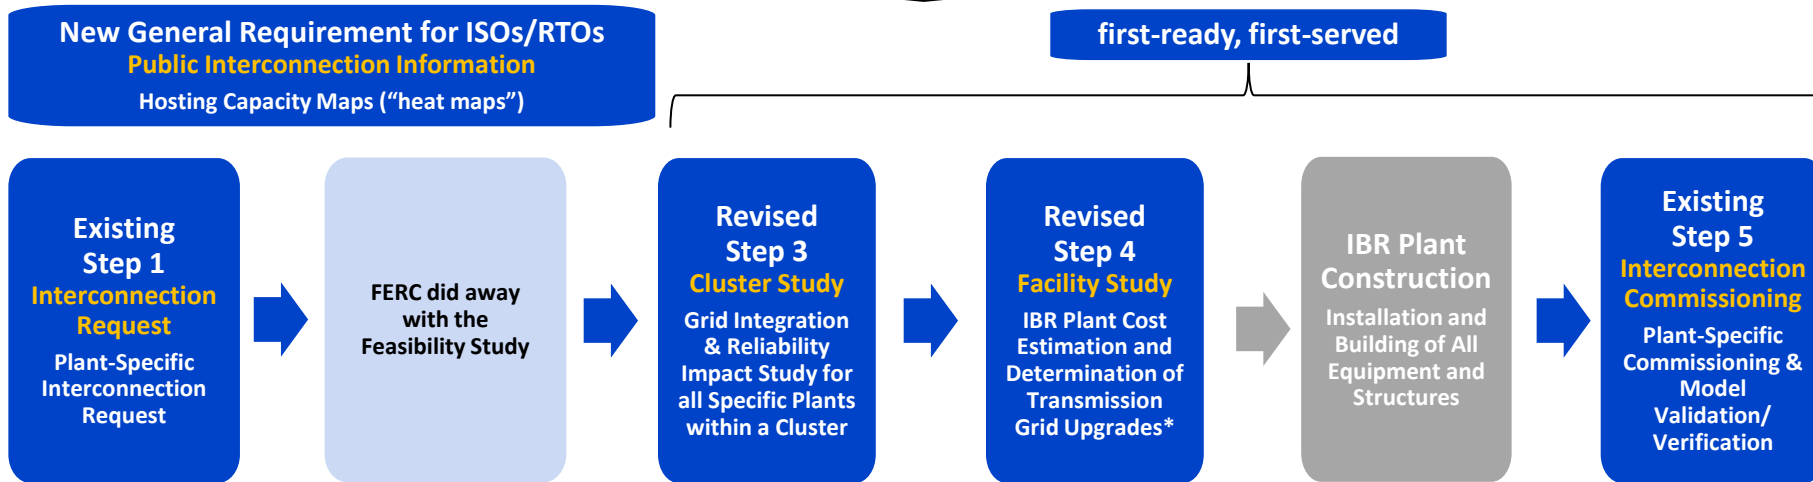 New General Requirement for ISOs/RTOs
Public Interconnection Information
Hosting Capacity Maps (“heat maps”)
first-ready, first-served
Existing
Step 1
Interconnection
Request
Plant-Specific
Interconnection
Request
FERC did away
with the
Feasibility Study
Revised
Step 3
Cluster Study
Grid Integration
& Reliability
Impact Study for
all Specific Plants
within a Cluster
Revised
Step 4
Facility Study
IBR Plant Cost
Estimation and
Determination of
Transmission
Grid Upgrades*
IBR Plant
Construction
Installation and
Building of All
Equipment and
Structures
Existing
Step 5
Interconnection
Commissioning
Plant-Specific
Commissioning &
Model
Validation/
Verification